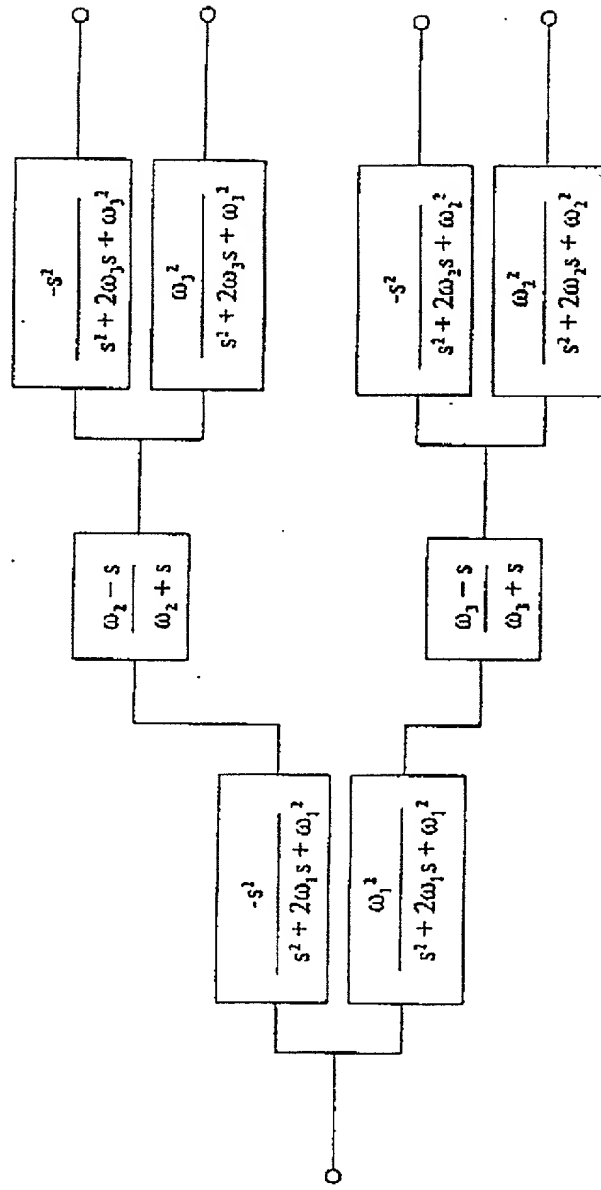 -s²
s² + 2ω₃s + ω₃²
ω₃²
s² + 2ω₃s + ω₃²
ω₂ − s
ω₂ + s
-s²
s² + 2ω₁s + ω₁²
ω₁²
s² + 2ω₁s + ω₁²
-s²
s² + 2ω₂s + ω₂²
ω₂²
s² + 2ω₂s + ω₂²
ω₃ − s
ω₃ + s